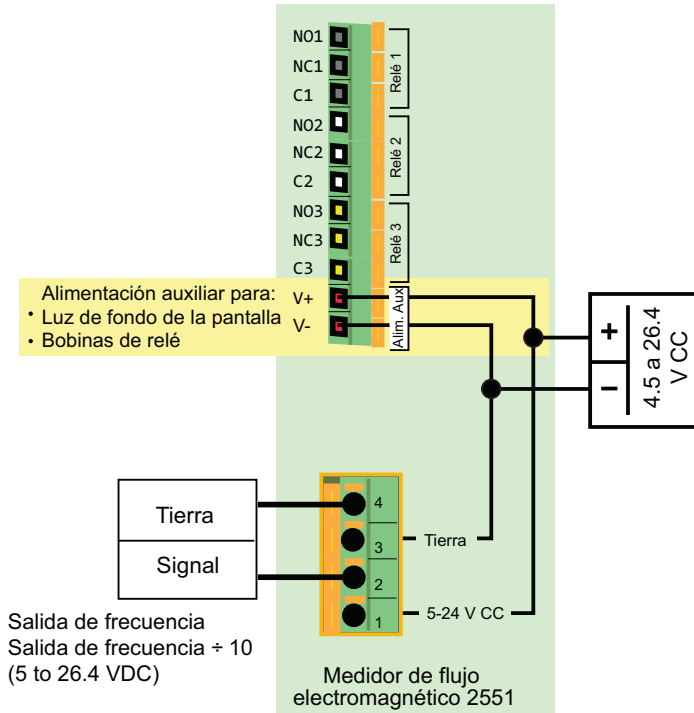 NO1
NC1
C1
Relé 1
NO2
NC2
C2
Relé 2
NO3
NC3
C3
Relé 3
Alimentación auxiliar para:
• Luz de fondo de la pantalla
• Bobinas de relé
V+
V-
Alim. Aux
+
−
4.5 a 26.4
V CC
Tierra
Signal
4
3
2
1
Tierra
5-24 V CC
Salida de frecuencia
Salida de frecuencia ÷ 10
(5 to 26.4 VDC)
Medidor de flujo
electromagnético 2551